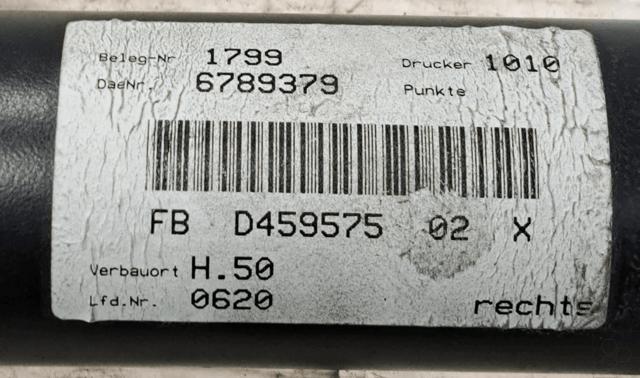 Beleg-Nr 1799 Drucker 1010
DaeNr. 6789379 Punkte
FB D459575 02 X
Verbauort H.50
Lfd.Nr. 0620 rechts